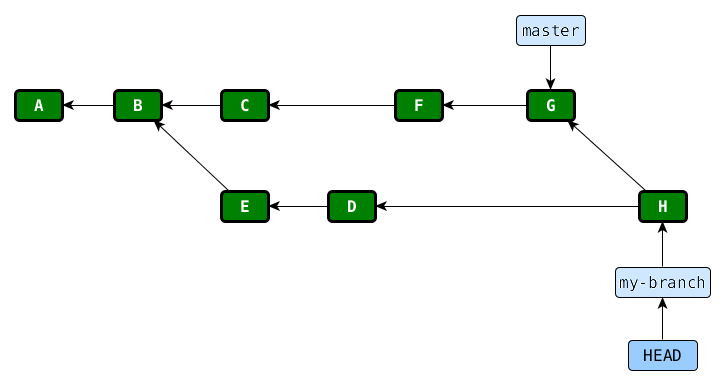 master
A B C F G
E D H
my-branch
HEAD